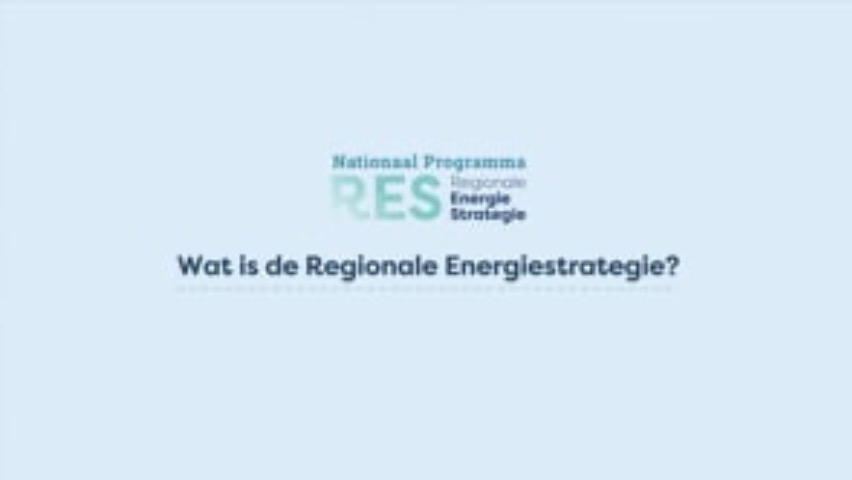 Nationaal Programma
RES Regionale
Energie
Strategie
Wat is de Regionale Energiestrategie?